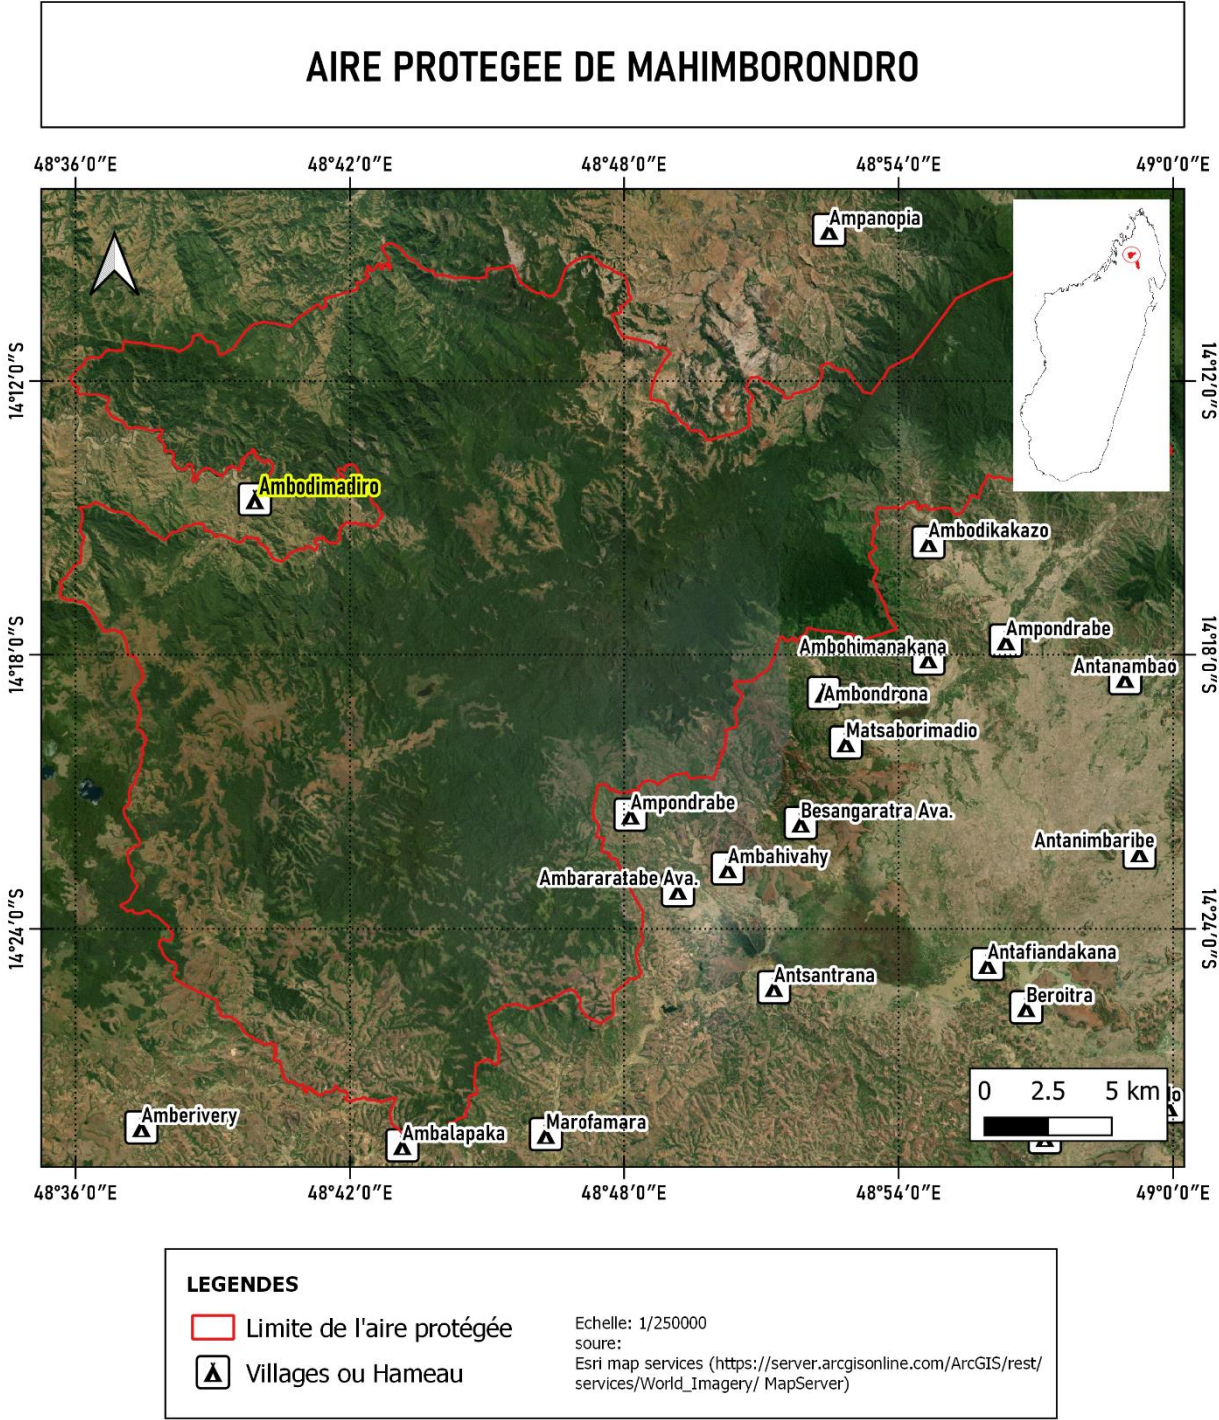 AIRE PROTEGEE DE MAHIMBORONDRO
48°36′0″E 48°42′0″E 48°48′0″E 48°54′0″E 49°0′0″E
Ampanopia
14°12′0″S 14°12′0″S
Ambodimadiro
Ambodikakazo
Ampondrabe
Ambohimanakana
14°18′0″S 14°18′0″S
Antanambao
Ambondrona
Matsaborimadio
Ampondrabe
Besangaratra Ava.
Antanimbaribe
Ambahivahy
Ambararatabe Ava.
14°24′0″S 14°24′0″S
Antafiandakana
Antsantrana
Beroitra
0 2.5 5 km
Amberivery
Marofamara
Ambalapaka
48°36′0″E 48°42′0″E 48°48′0″E 48°54′0″E 49°0′0″E
LEGENDES
Limite de l'aire protégée
Villages ou Hameau
Echelle: 1/250000
soure:
Esri map services (https://server.arcgisonline.com/ArcGIS/rest/
services/World_Imagery/ MapServer)